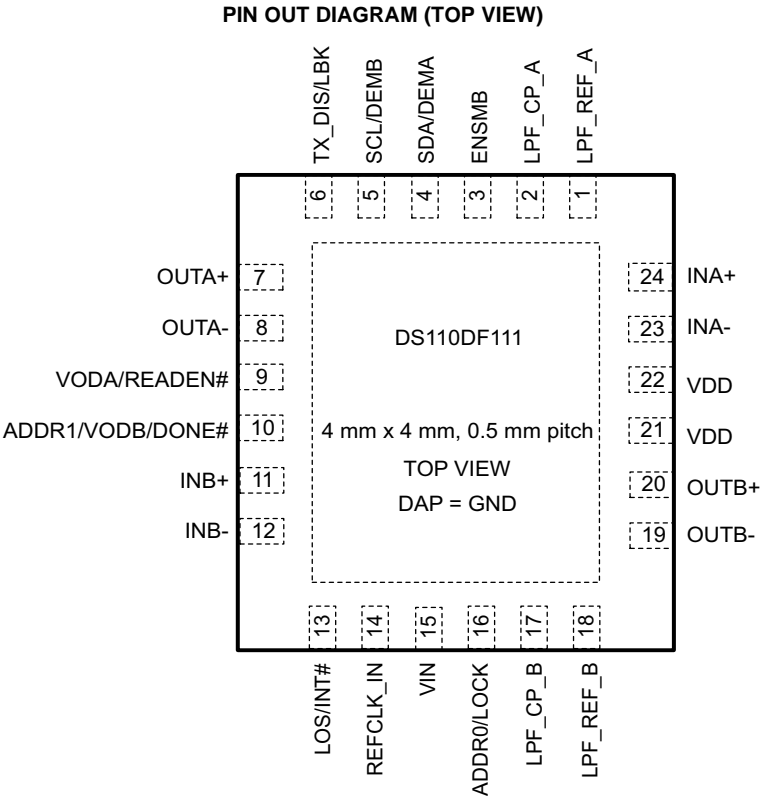 PIN OUT DIAGRAM (TOP VIEW)
TX_DIS/LBK
SCL/DEMB
SDA/DEMA
ENSMB
LPF_CP_A
LPF_REF_A
6
5
4
3
2
1
OUTA+ 7
OUTA- 8
VODA/READEN# 9
ADDR1/VODB/DONE# 10
INB+ 11
INB- 12
DS110DF111
4 mm x 4 mm, 0.5 mm pitch
TOP VIEW
DAP = GND
24 INA+
23 INA-
22 VDD
21 VDD
20 OUTB+
19 OUTB-
13
14
15
16
17
18
LOS/INT#
REFCLK_IN
VIN
ADDR0/LOCK
LPF_CP_B
LPF_REF_B